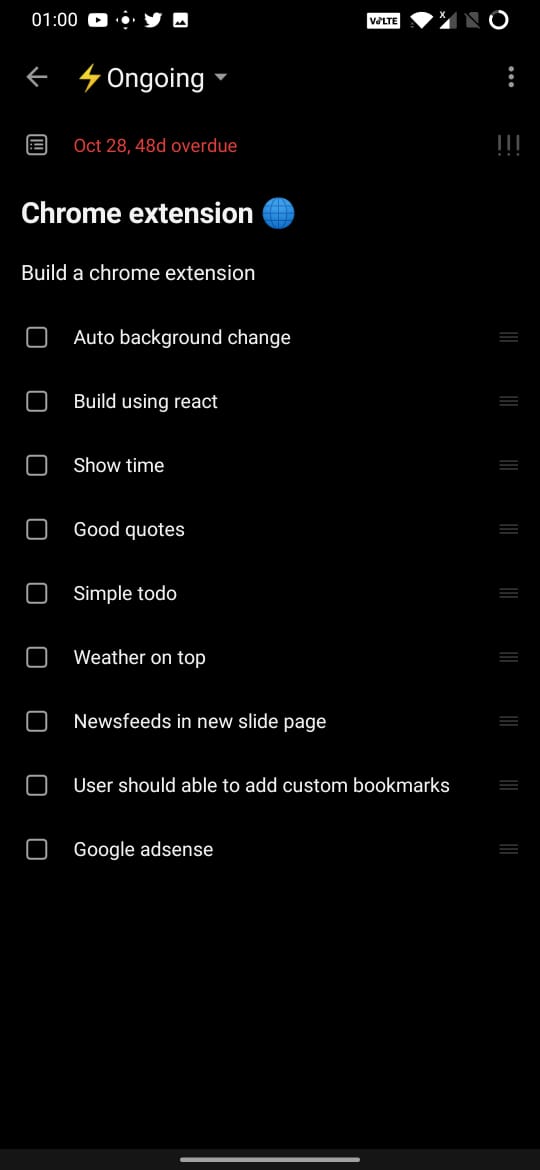 01:00 VoLTE x
⚡Ongoing
Oct 28, 48d overdue
Chrome extension 🌐
Build a chrome extension
Auto background change
Build using react
Show time
Good quotes
Simple todo
Weather on top
Newsfeeds in new slide page
User should able to add custom bookmarks
Google adsense